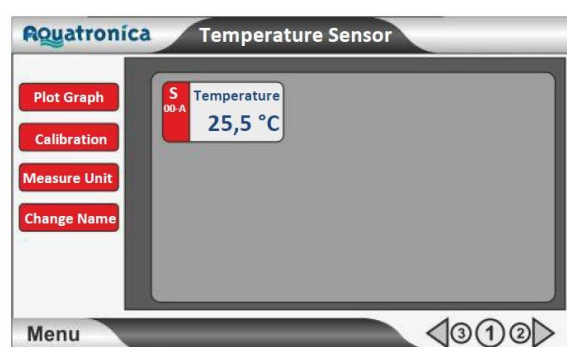 Aquatronica
Temperature Sensor
Plot Graph
Calibration
Measure Unit
Change Name
S
00-A
Temperature
25,5 °C
Menu
3 1 2